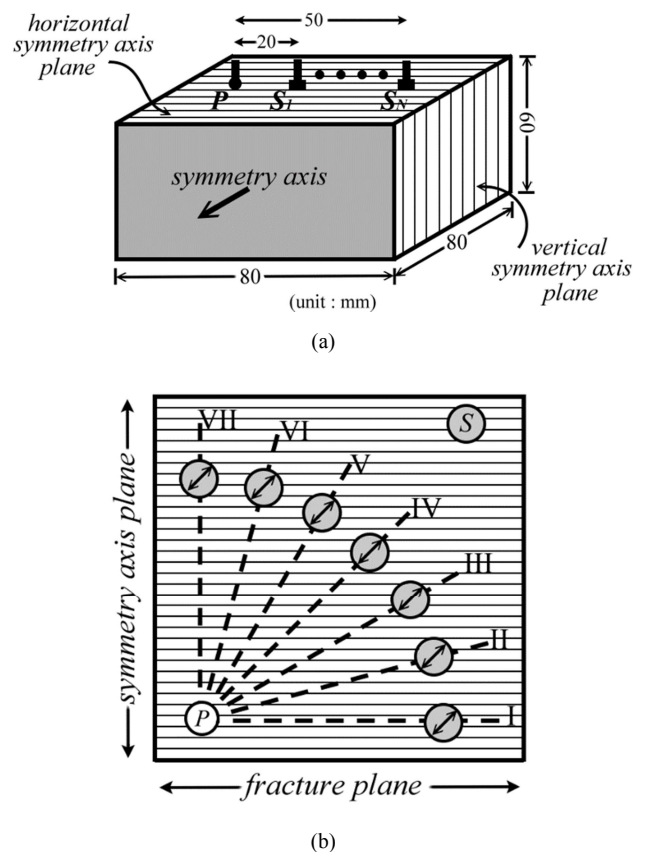 horizontal
symmetry axis
plane
50
20
P
S1
SN
symmetry axis
60
80
80
(unit : mm)
vertical
symmetry axis
plane
(a)
symmetry axis plane
VII
VI
V
IV
III
II
I
S
P
fracture plane
(b)